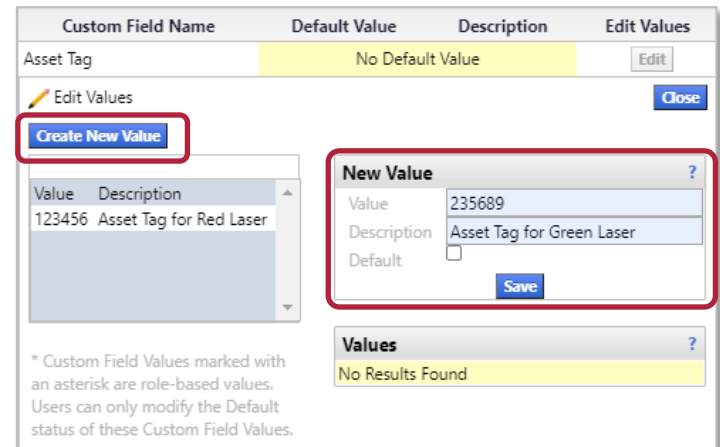 Custom Field Name Default Value Description Edit Values
Asset Tag No Default Value Edit
Edit Values Close
Create New Value
Value Description
123456 Asset Tag for Red Laser
New Value ?
Value 235689
Description Asset Tag for Green Laser
Default
Save
Values ?
No Results Found
* Custom Field Values marked with
an asterisk are role-based values.
Users can only modify the Default
status of these Custom Field Values.